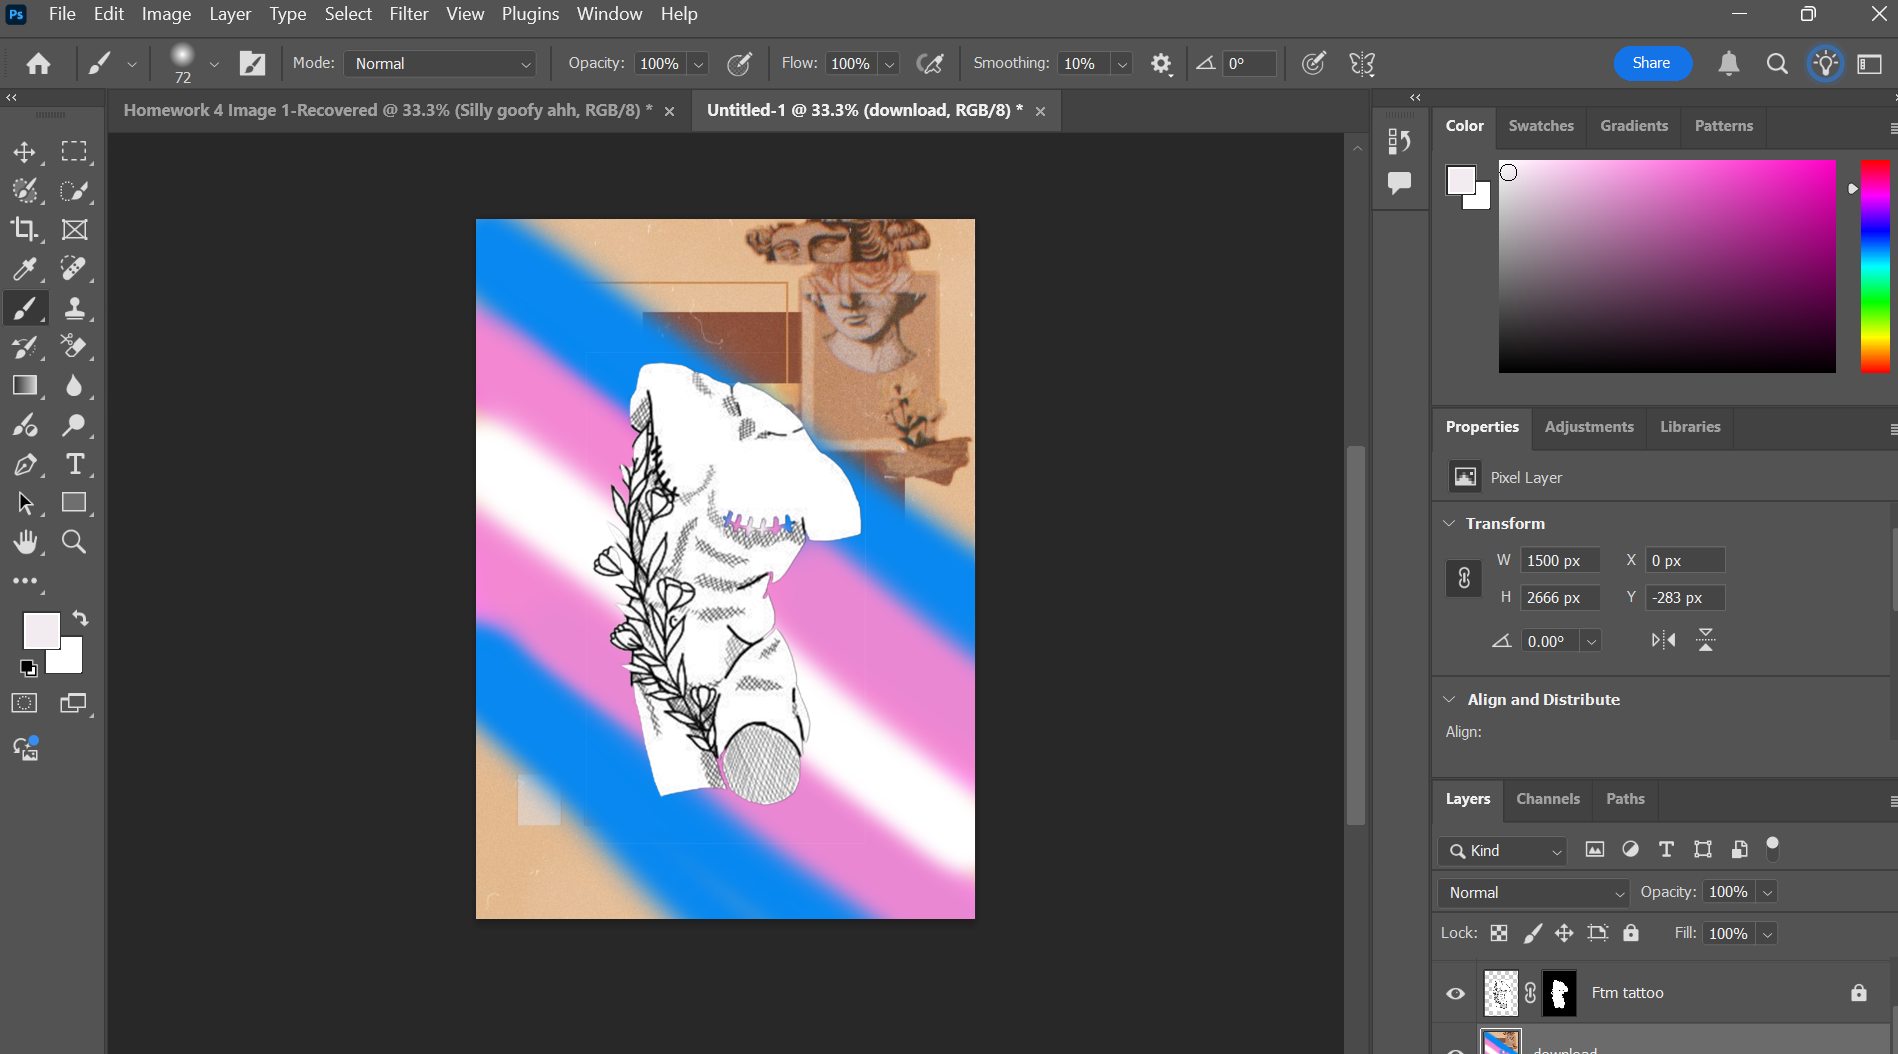 Ps File Edit Image Layer Type Select Filter View Plugins Window Help
72 Mode: Normal Opacity: 100% Flow: 100% Smoothing: 10% 0° Share
Homework 4 Image 1-Recovered @ 33.3% (Silly goofy ahh, RGB/8) * × Untitled-1 @ 33.3% (download, RGB/8) * ×
Color Swatches Gradients Patterns
Properties Adjustments Libraries
Pixel Layer
Transform
W 1500 px X 0 px
H 2666 px Y -283 px
0.00°
Align and Distribute
Align:
Layers Channels Paths
Kind
Normal Opacity: 100%
Lock: Fill: 100%
Ftm tattoo
download